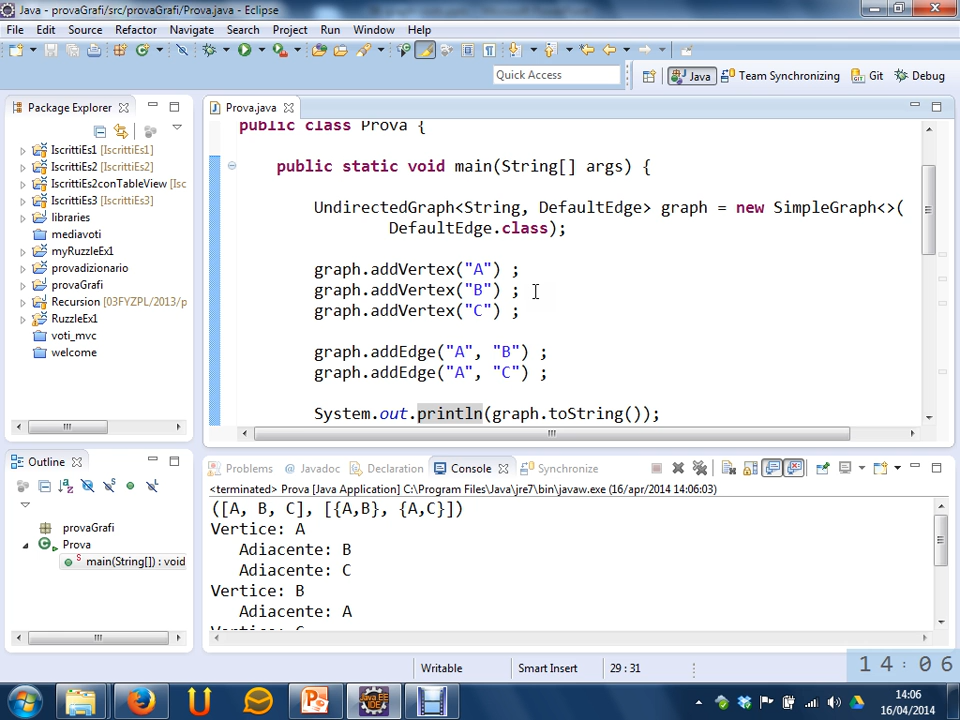 Java - provaGrafi/src/provaGrafi/Prova.java - Eclipse
File Edit Source Refactor Navigate Search Project Run Window Help
Quick Access
Java
Team Synchronizing
Git
Debug
Package Explorer
IscrittiEs1 [IscrittiEs1]
IscrittiEs2 [IscrittiEs2]
IscrittiEs2conTableView [Isc
IscrittiEs3 [IscrittiEs3]
libraries
mediavoti
myRuzzleEx1
provadizionario
provaGrafi
Recursion [03FYZPL/2013/p
RuzzleEx1
voti_mvc
welcome
Prova.java
public class Prova {
public static void main(String[] args) {
UndirectedGraph<String, DefaultEdge> graph = new SimpleGraph<>(
DefaultEdge.class);
graph.addVertex("A") ;
graph.addVertex("B") ;
graph.addVertex("C") ;
graph.addEdge("A", "B") ;
graph.addEdge("A", "C") ;
System.out.println(graph.toString());
Outline
provaGrafi
Prova
main(String[]) : void
Problems
Javadoc
Declaration
Console
Synchronize
<terminated> Prova [Java Application] C:\Program Files\Java\jre7\bin\javaw.exe (16/apr/2014 14:06:03)
([A, B, C], [{A,B}, {A,C}])
Vertice: A
Adiacente: B
Adiacente: C
Vertice: B
Adiacente: A
Writable
Smart Insert
29 : 31
14:06
14:06
16/04/2014